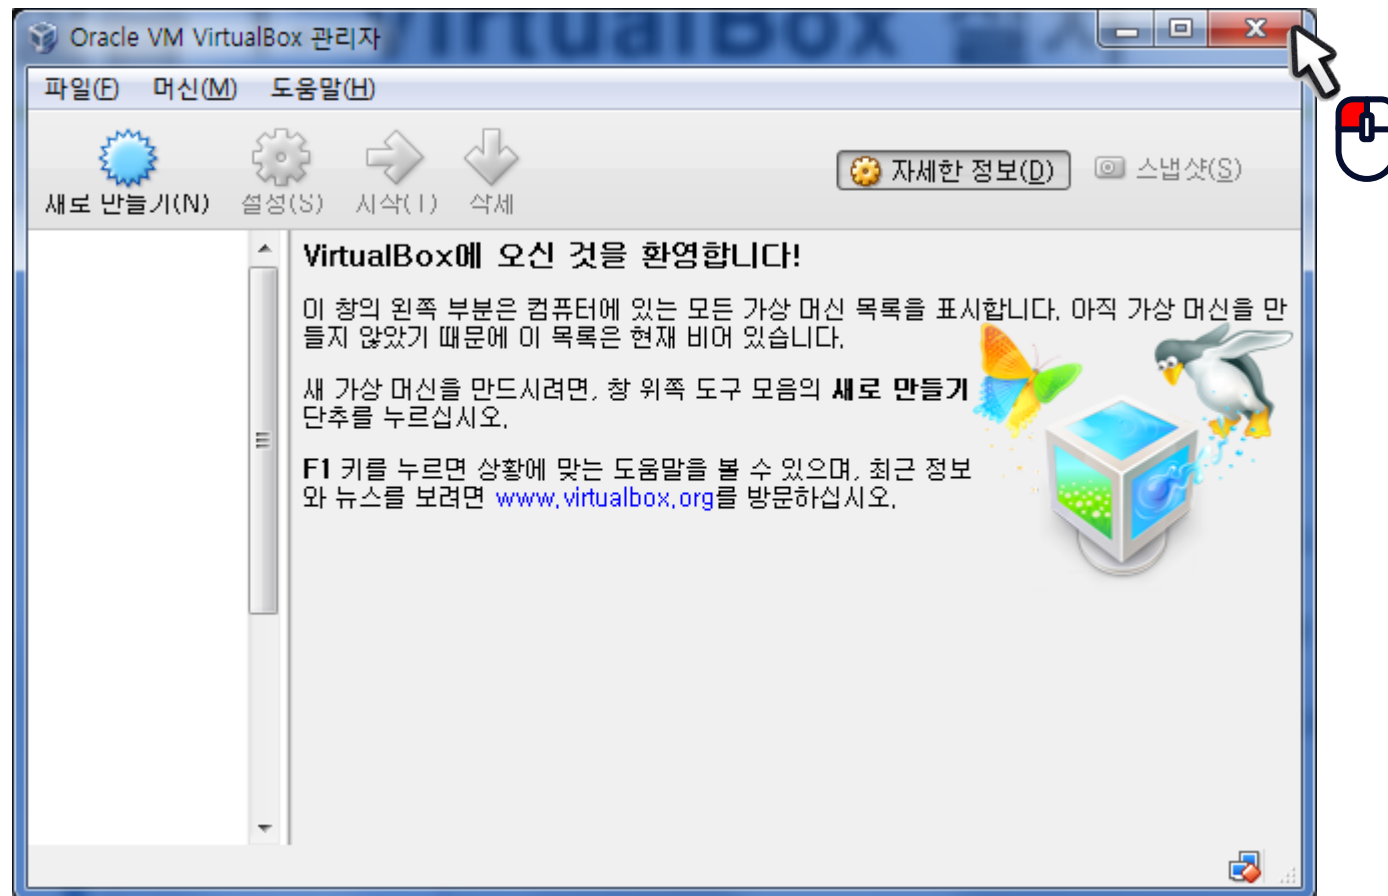 Oracle VM VirtualBox 관리자
VirtualBox 설치
파일(F) 머신(M) 도움말(H)
새로 만들기(N) 설정(S) 시작(T) 삭제 자세한 정보(D) 스냅샷(S)
VirtualBox에 오신 것을 환영합니다!
이 창의 왼쪽 부분은 컴퓨터에 있는 모든 가상 머신 목록을 표시합니다. 아직 가상 머신을 만
들지 않았기 때문에 이 목록은 현재 비어 있습니다.
새 가상 머신을 만드시려면, 창 위쪽 도구 모음의 새로 만들기
단추를 누르십시오.
F1 키를 누르면 상황에 맞는 도움말을 볼 수 있으며, 최근 정보
와 뉴스를 보려면 www.virtualbox.org를 방문하십시오.